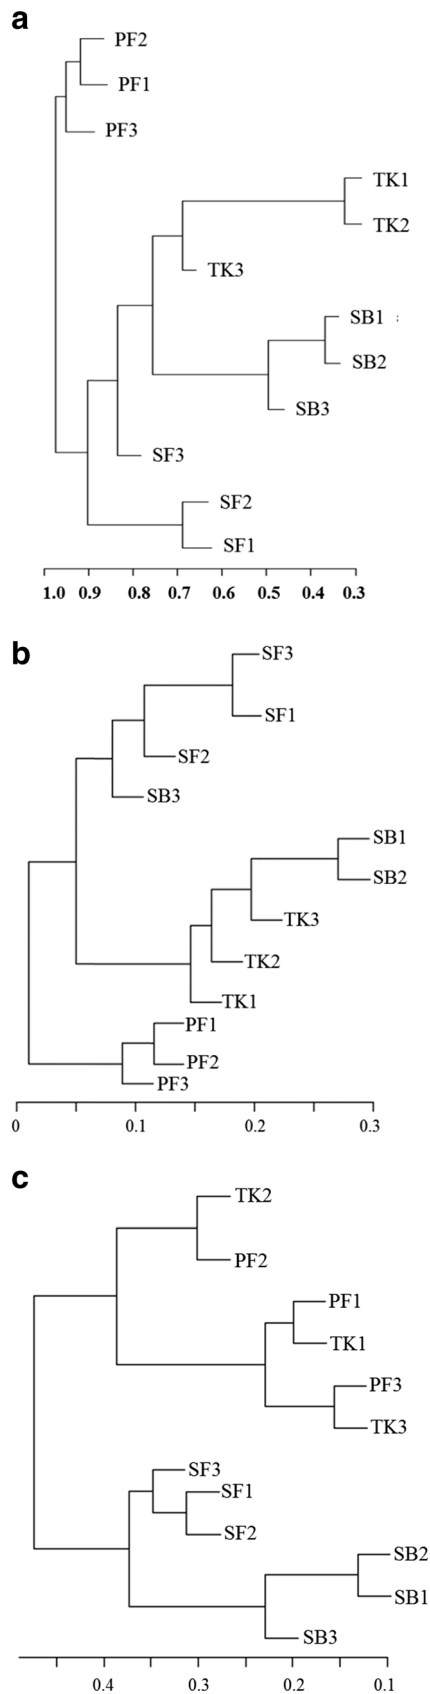 a
PF2
PF1
PF3
TK1
TK2
TK3
SB1
SB2
SB3
SF3
SF2
SF1
1.0 0.9 0.8 0.7 0.6 0.5 0.4 0.3
b
SF3
SF1
SF2
SB3
SB1
SB2
TK3
TK2
TK1
PF1
PF2
PF3
0 0.1 0.2 0.3
c
TK2
PF2
PF1
TK1
PF3
TK3
SF3
SF1
SF2
SB2
SB1
SB3
0.4 0.3 0.2 0.1